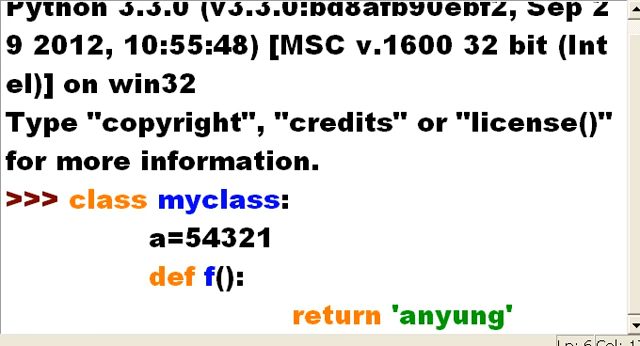 Python 3.3.0 (v3.3.0:bd8afb90ebf2, Sep 2
9 2012, 10:55:48) [MSC v.1600 32 bit (Int
el)] on win32
Type "copyright", "credits" or "license()"
for more information.
>>> class myclass:
a=54321
def f():
return 'anyung'